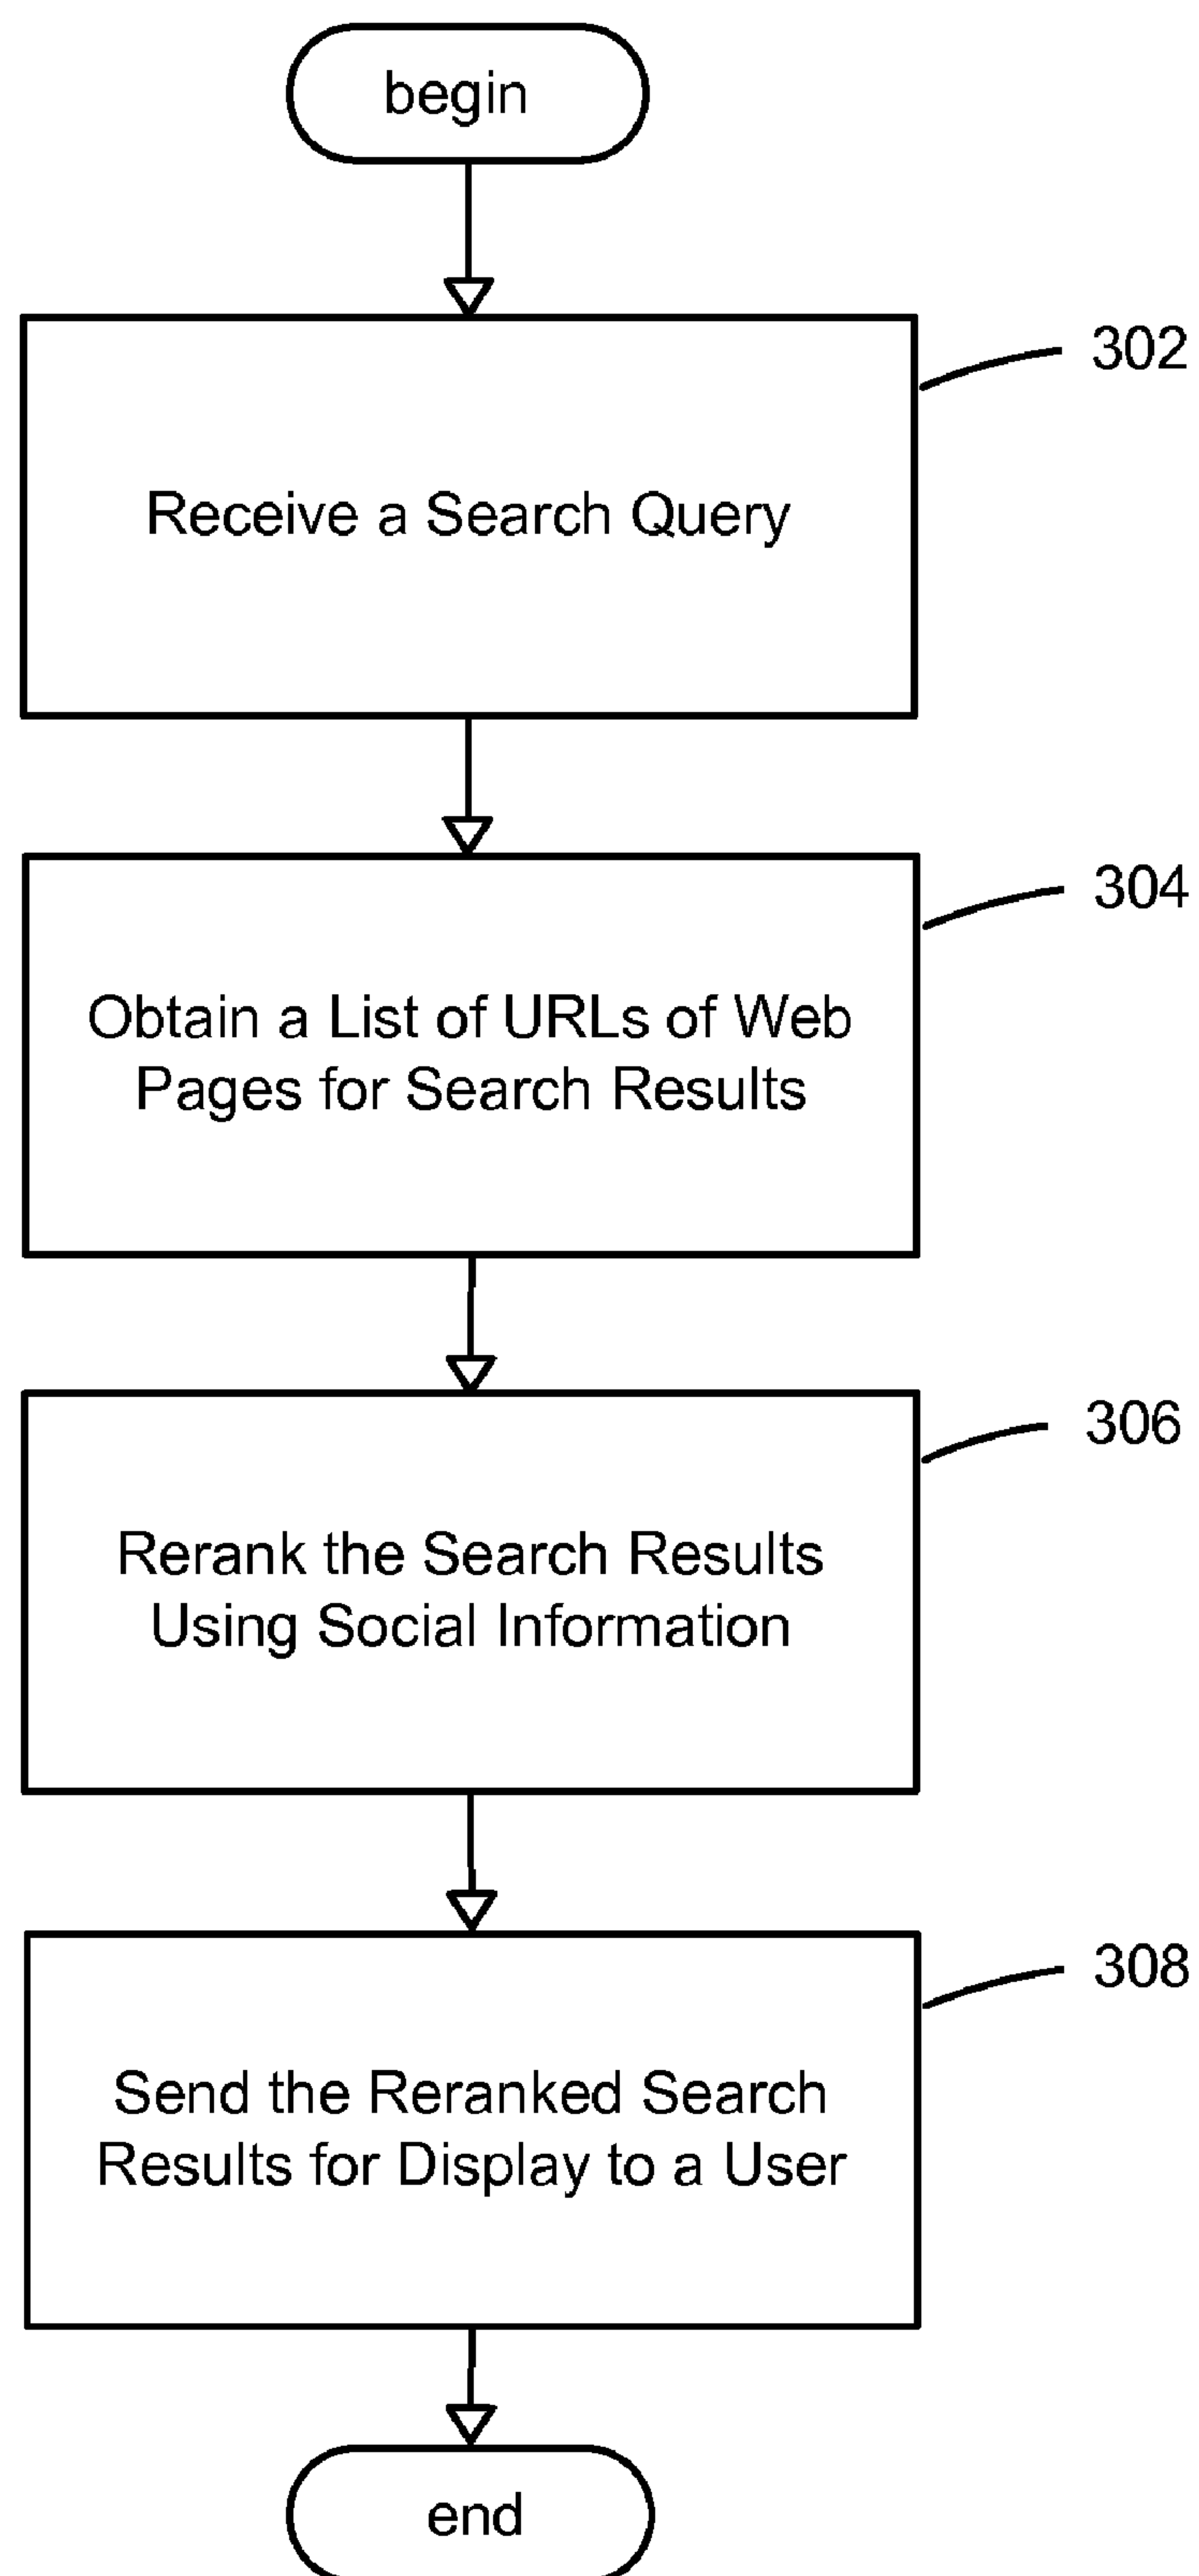 begin
302
Receive a Search Query
304
Obtain a List of URLs of Web
Pages for Search Results
306
Rerank the Search Results
Using Social Information
308
Send the Reranked Search
Results for Display to a User
end